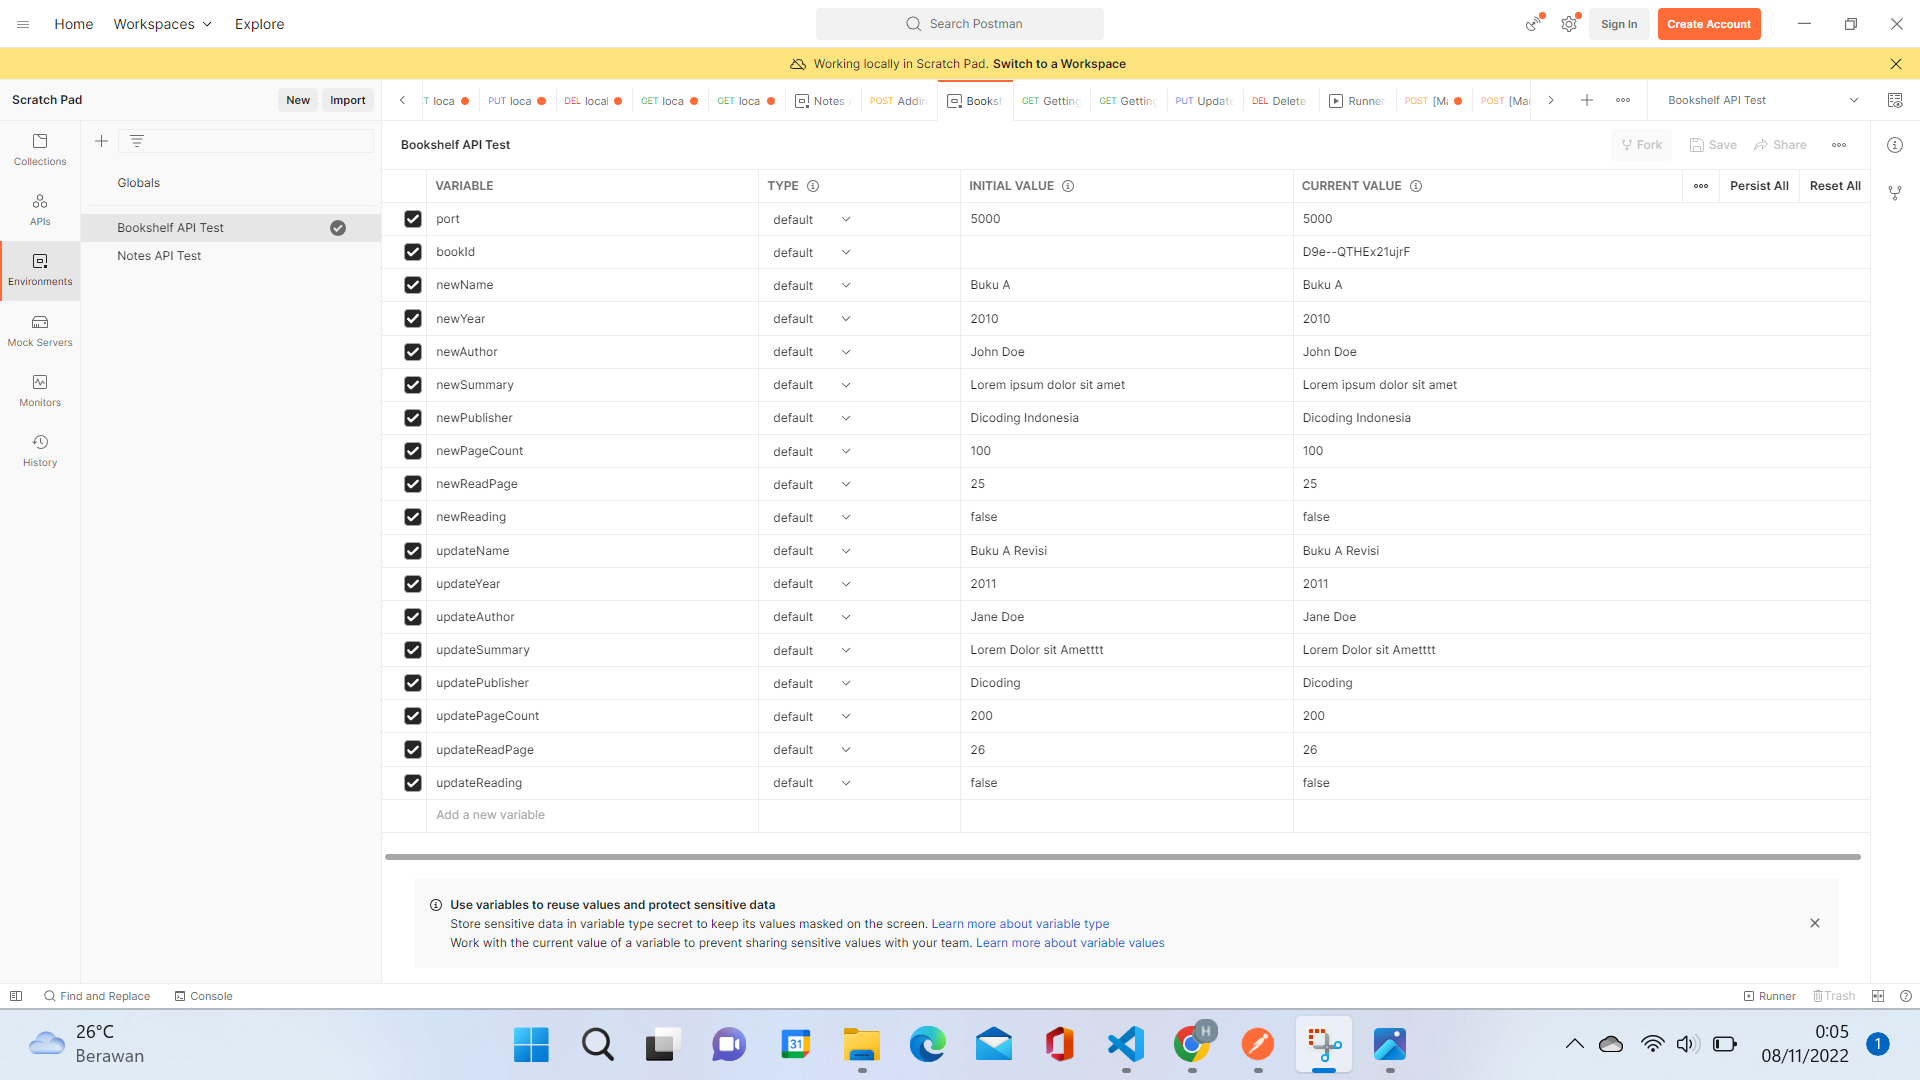 Home Workspaces Explore Search Postman Sign In Create Account
Working locally in Scratch Pad. Switch to a Workspace
Scratch Pad New Import
T loca PUT loca DEL local GET loca GET loca Notes POST Addin Books GET Getting GET Getting PUT Update DEL Delete Runner POST [Ma POST [Ma Bookshelf API Test
Collections
APIs
Environments
Mock Servers
Monitors
History
Globals
Bookshelf API Test
Notes API Test
Bookshelf API Test Fork Save Share
VARIABLE TYPE INITIAL VALUE CURRENT VALUE Persist All Reset All
port default 5000 5000
bookId default D9e--QTHEx21ujrF
newName default Buku A Buku A
newYear default 2010 2010
newAuthor default John Doe John Doe
newSummary default Lorem ipsum dolor sit amet Lorem ipsum dolor sit amet
newPublisher default Dicoding Indonesia Dicoding Indonesia
newPageCount default 100 100
newReadPage default 25 25
newReading default false false
updateName default Buku A Revisi Buku A Revisi
updateYear default 2011 2011
updateAuthor default Jane Doe Jane Doe
updateSummary default Lorem Dolor sit Ametttt Lorem Dolor sit Ametttt
updatePublisher default Dicoding Dicoding
updatePageCount default 200 200
updateReadPage default 26 26
updateReading default false false
Add a new variable
Use variables to reuse values and protect sensitive data
Store sensitive data in variable type secret to keep its values masked on the screen. Learn more about variable type
Work with the current value of a variable to prevent sharing sensitive values with your team. Learn more about variable values
Find and Replace Console Runner Trash
26°C
Berawan
31
H
0:05
08/11/2022
1